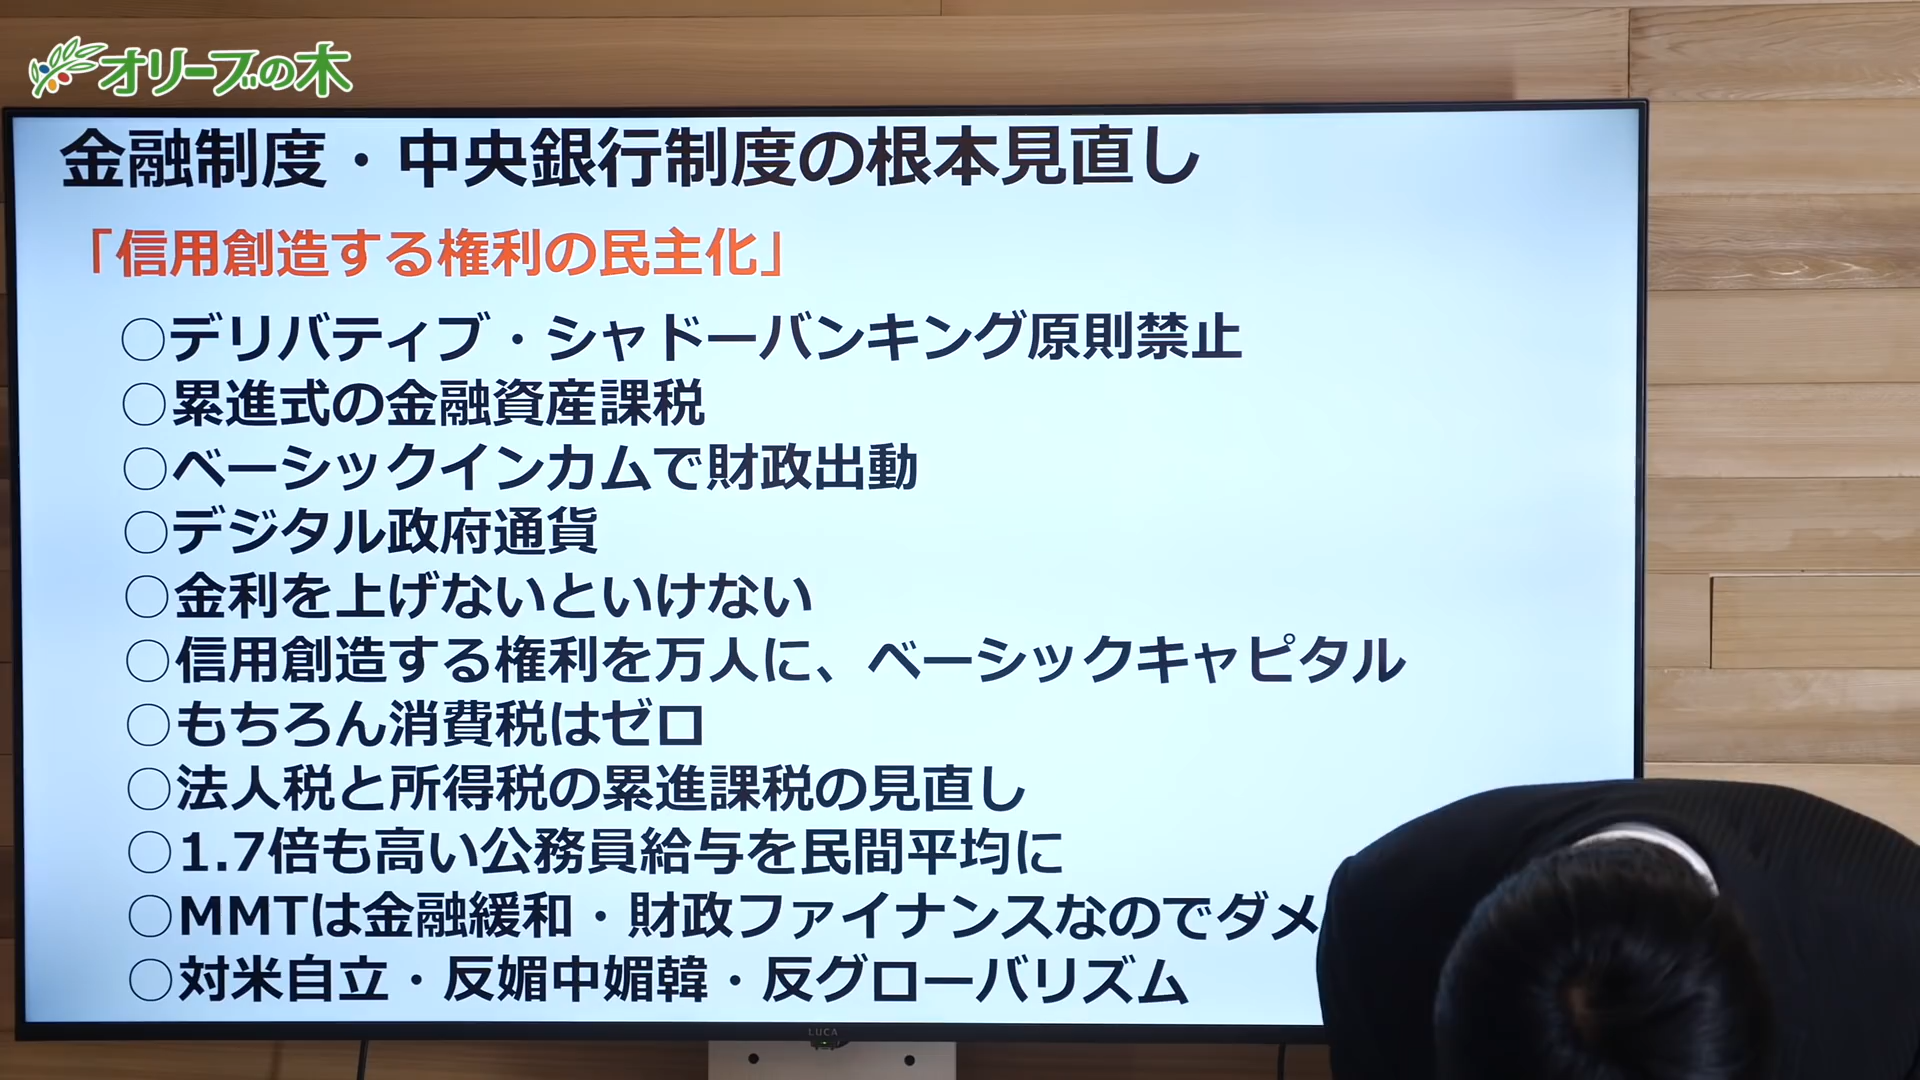 オリーブの木
金融制度・中央銀行制度の根本見直し
「信用創造する権利の民主化」
○デリバティブ・シャドーバンキング原則禁止
○累進式の金融資産課税
○ベーシックインカムで財政出動
○デジタル政府通貨
○金利を上げないといけない
○信用創造する権利を万人に、ベーシックキャピタル
○もちろん消費税はゼロ
○法人税と所得税の累進課税の見直し
○1.7倍も高い公務員給与を民間平均に
○MMTは金融緩和・財政ファイナンスなのでダメ
○対米自立・反媚中媚韓・反グローバリズム
LUCA